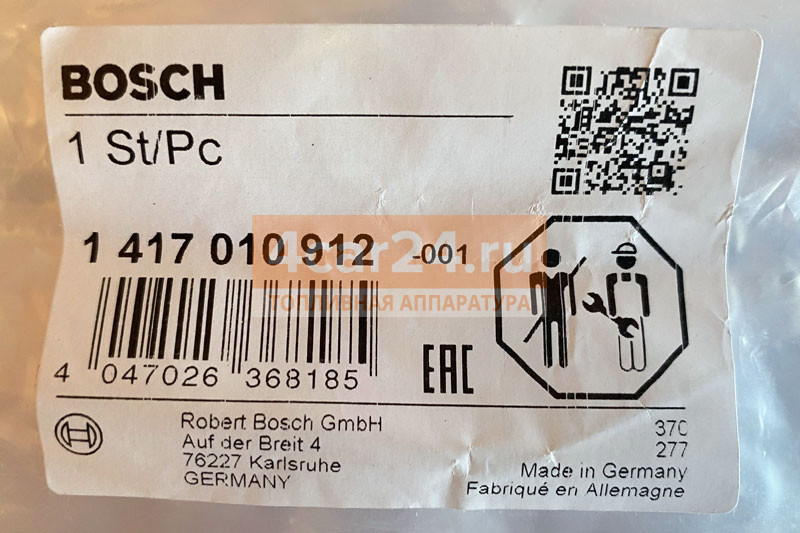 BOSCH
1 St/Pc
1 417 010 912 -001
4car24.ru
ТОПЛИВНАЯ АППАРАТУРА
4 047026 368185
EAC
Robert Bosch GmbH
Auf der Breit 4
76227 Karlsruhe
GERMANY
370
277
Made in Germany
Fabriqué en Allemagne